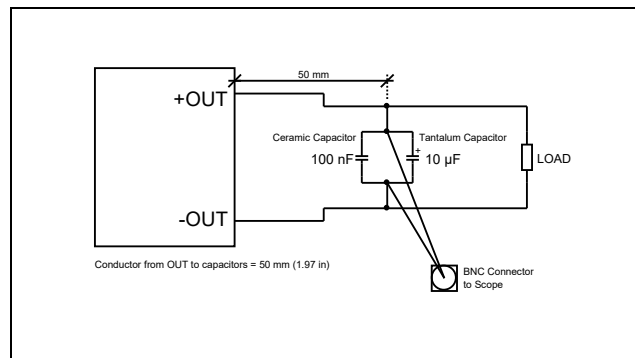 50 mm
+OUT
Ceramic Capacitor
Tantalum Capacitor
100 nF
+
10 µF
LOAD
-OUT
Conductor from OUT to capacitors = 50 mm (1.97 in)
BNC Connector
to Scope